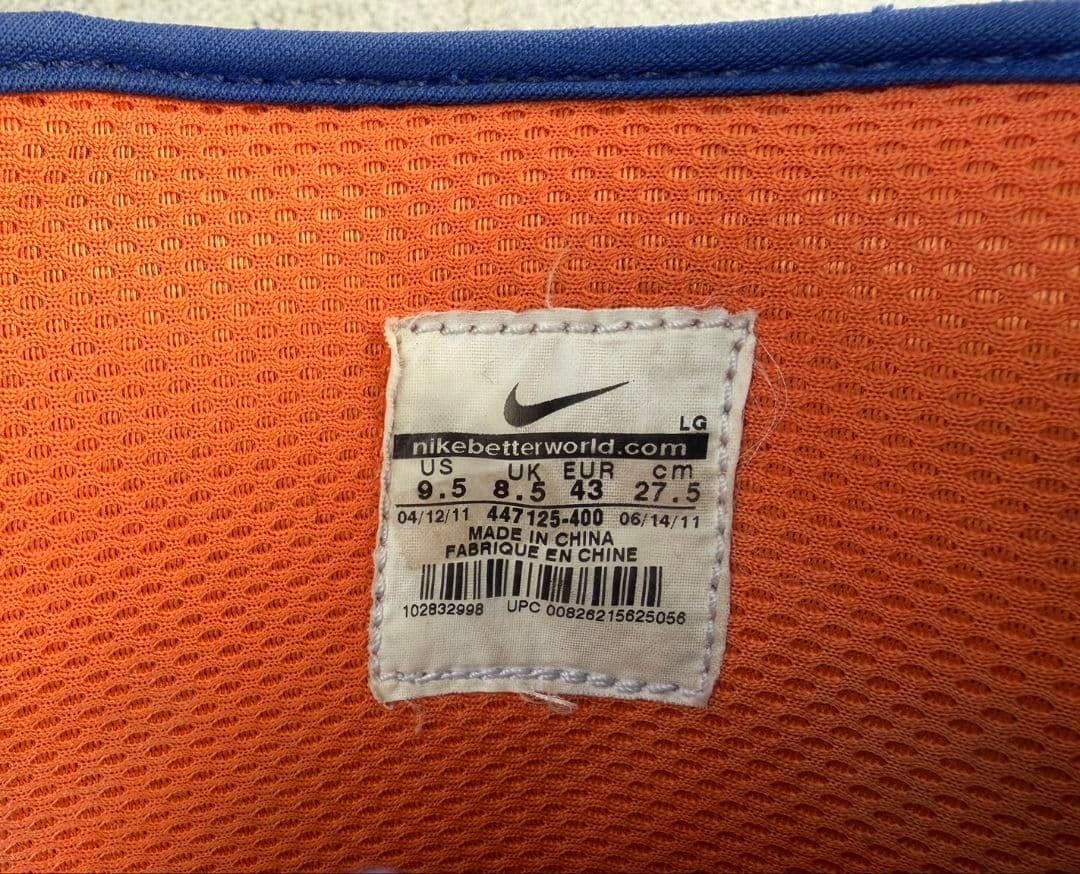 LG
nikebetterworld.com
US UK EUR cm
9.5 8.5 43 27.5
04/12/11 447125-400 06/14/11
MADE IN CHINA
FABRIQUE EN CHINE
102832998 UPC 00826215625056